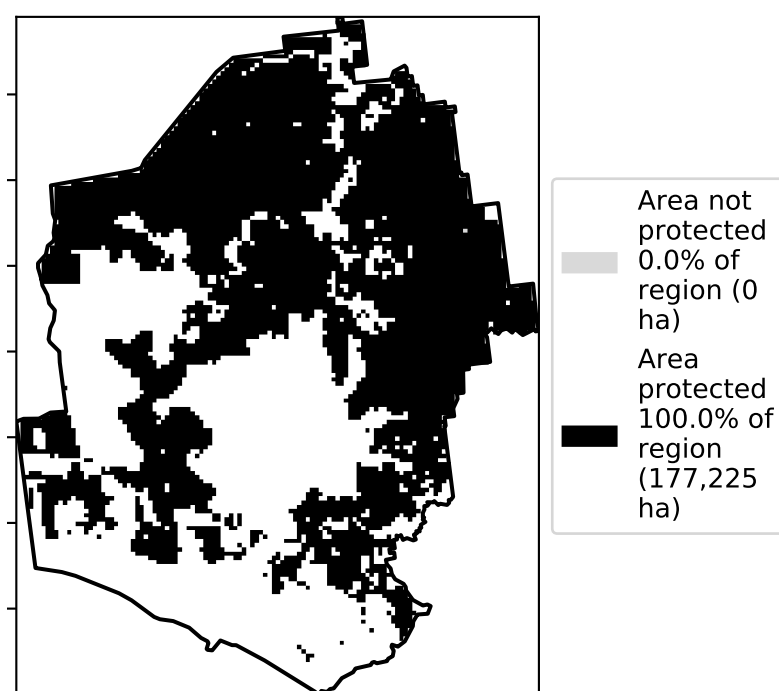 Area not
protected
0.0% of
region (0
ha)
Area
protected
100.0% of
region
(177,225
ha)